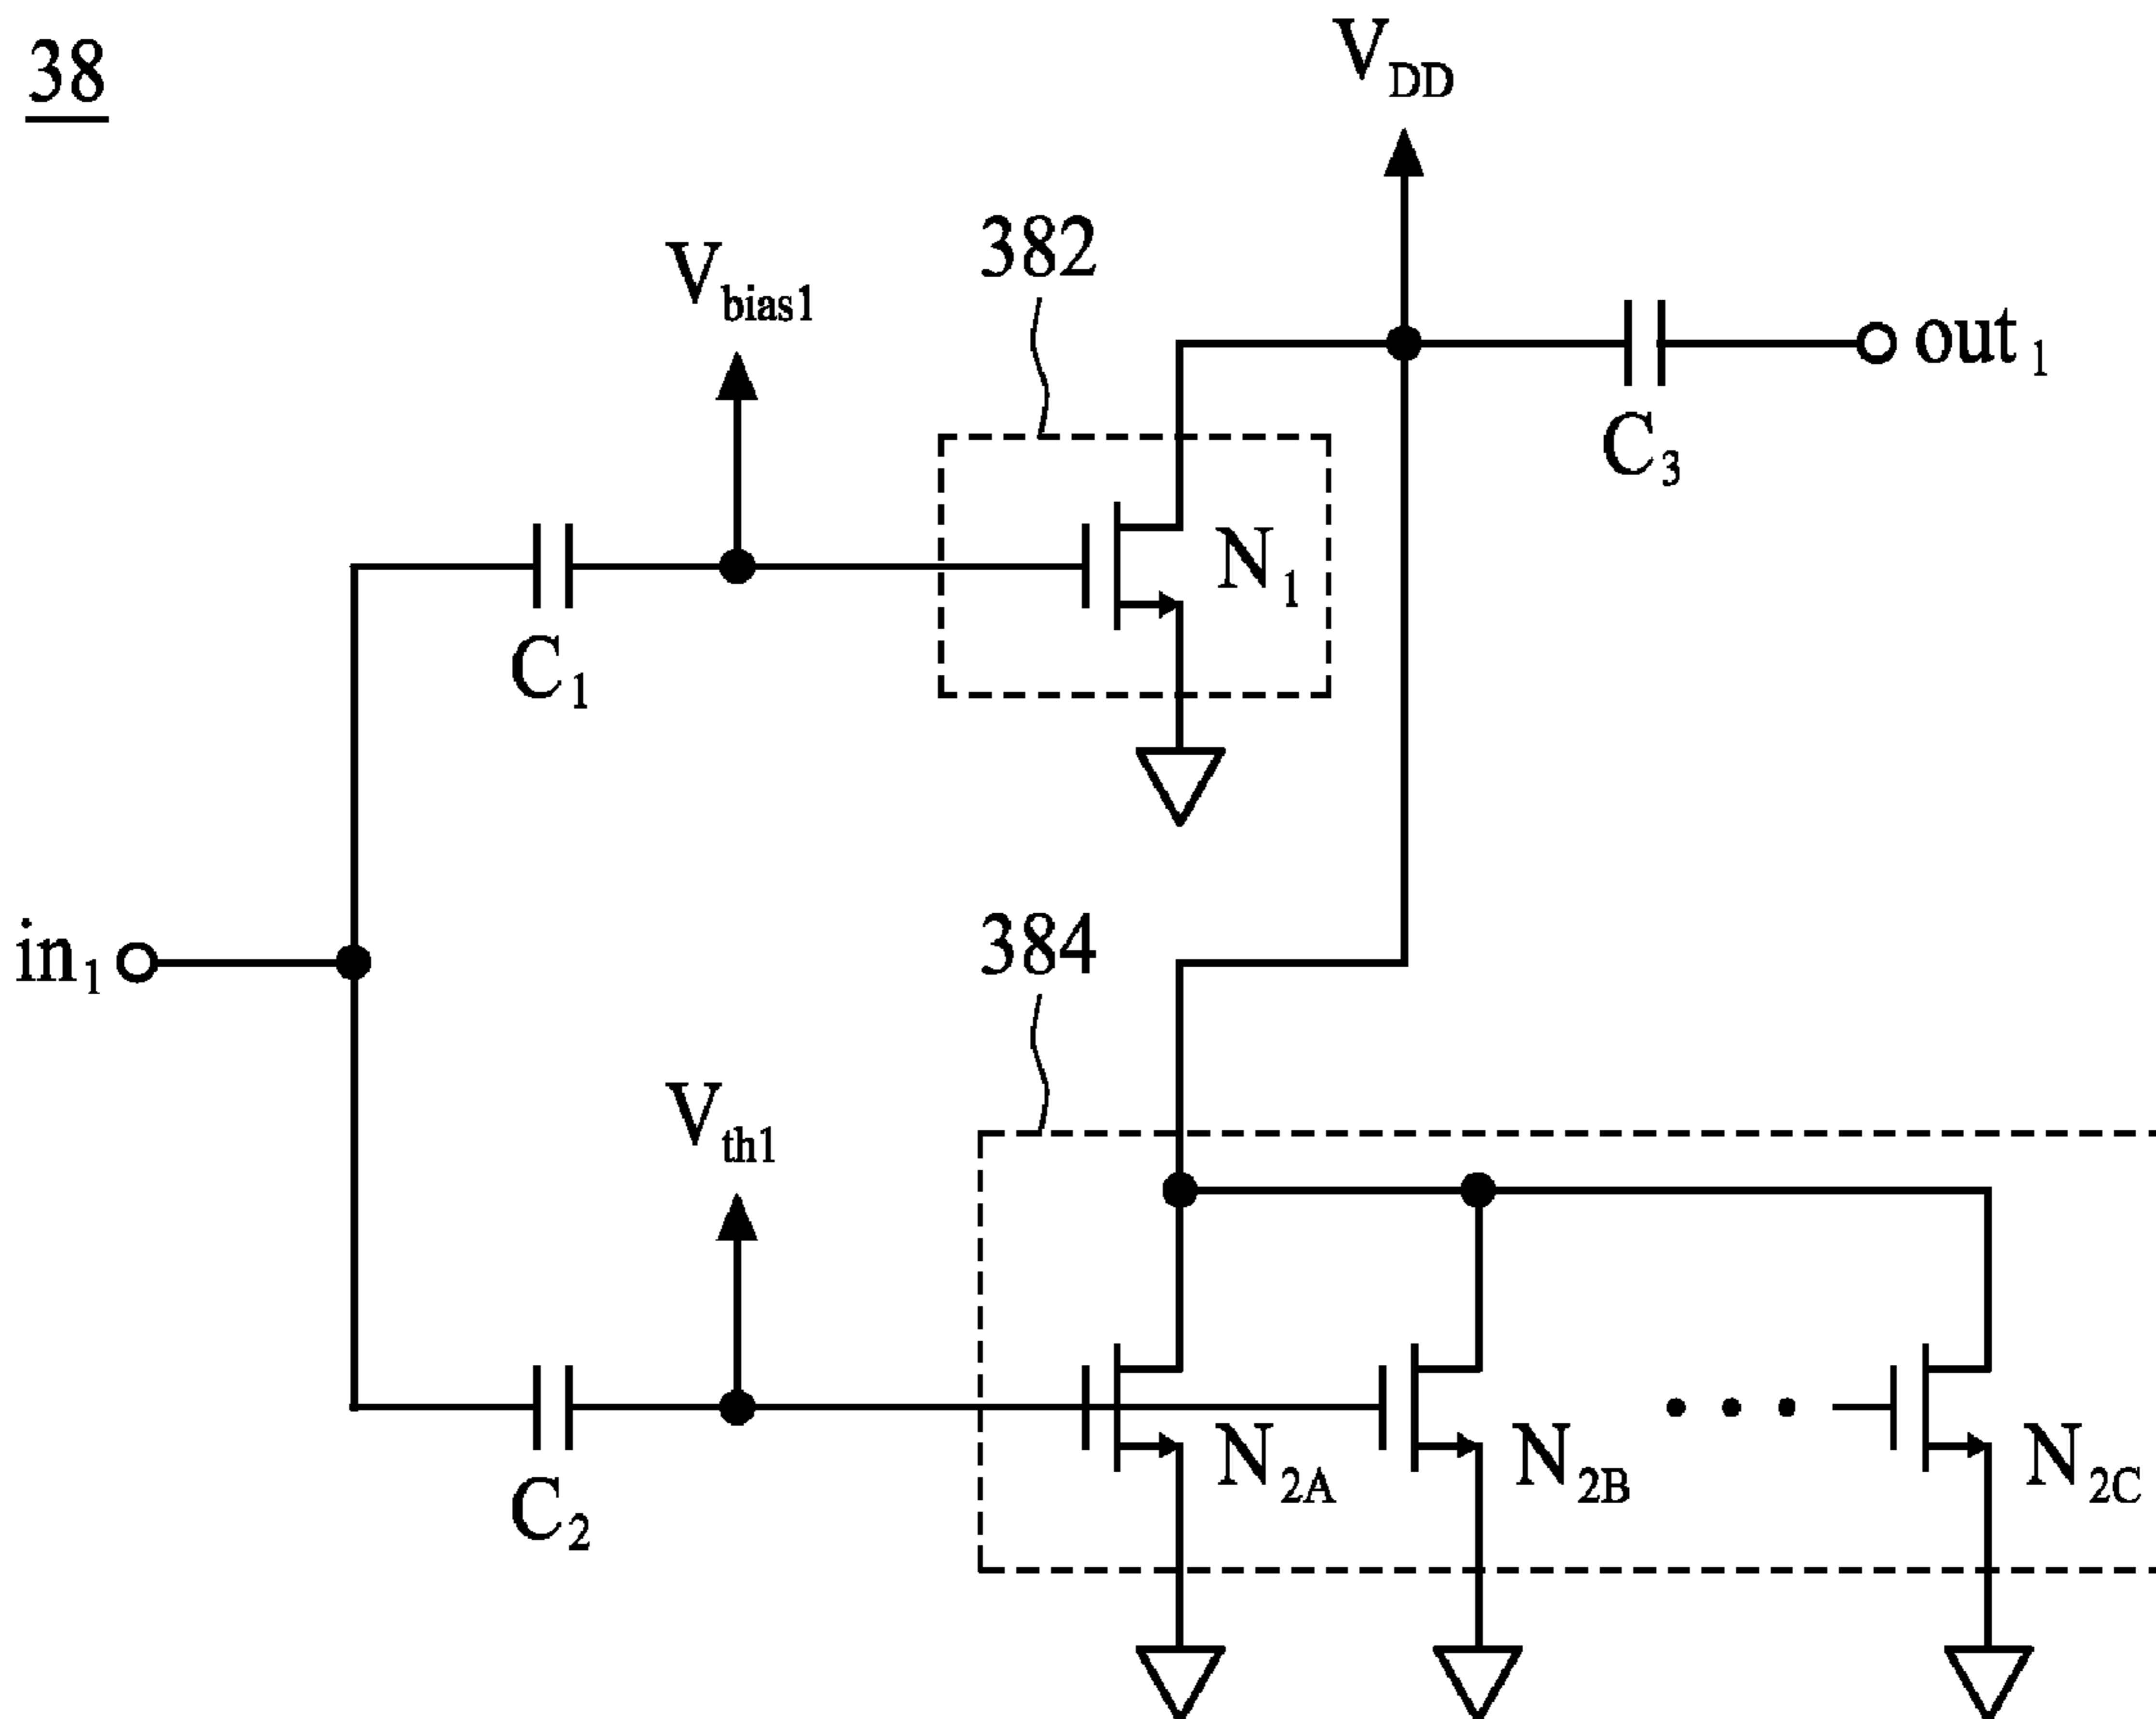 38
V_DD
V_bias1
382
out_1
C_3
N_1
C_1
in_1
384
V_th1
N_2A
N_2B
N_2C
C_2